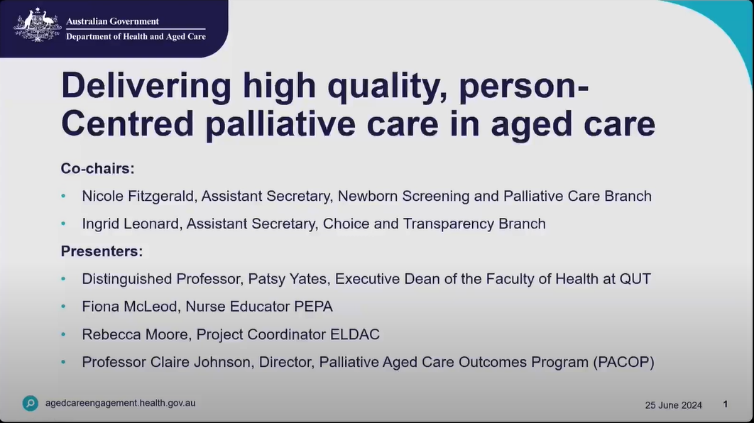 Australian Government
Department of Health and Aged Care
Delivering high quality, person-
Centred palliative care in aged care
Co-chairs:
• Nicole Fitzgerald, Assistant Secretary, Newborn Screening and Palliative Care Branch
• Ingrid Leonard, Assistant Secretary, Choice and Transparency Branch
Presenters:
• Distinguished Professor, Patsy Yates, Executive Dean of the Faculty of Health at QUT
• Fiona McLeod, Nurse Educator PEPA
• Rebecca Moore, Project Coordinator ELDAC
• Professor Claire Johnson, Director, Palliative Aged Care Outcomes Program (PACOP)
agedcareengagement.health.gov.au
25 June 2024 1